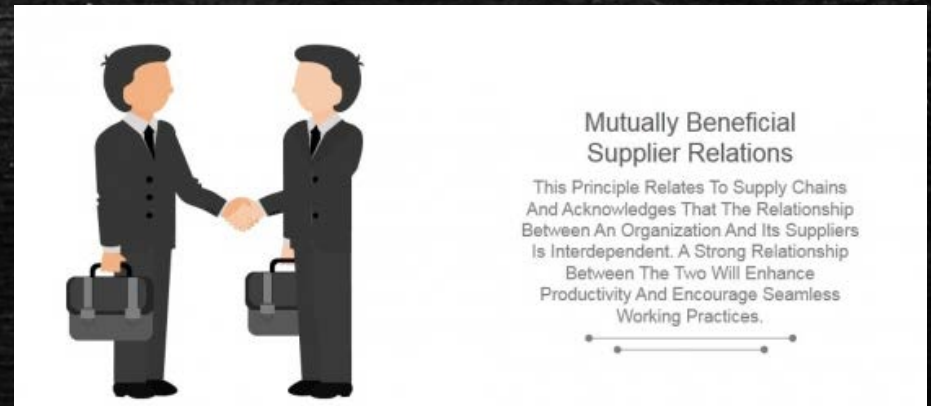 Mutually Beneficial
Supplier Relations
This Principle Relates To Supply Chains
And Acknowledges That The Relationship
Between An Organization And Its Suppliers
Is Interdependent. A Strong Relationship
Between The Two Will Enhance
Productivity And Encourage Seamless
Working Practices.